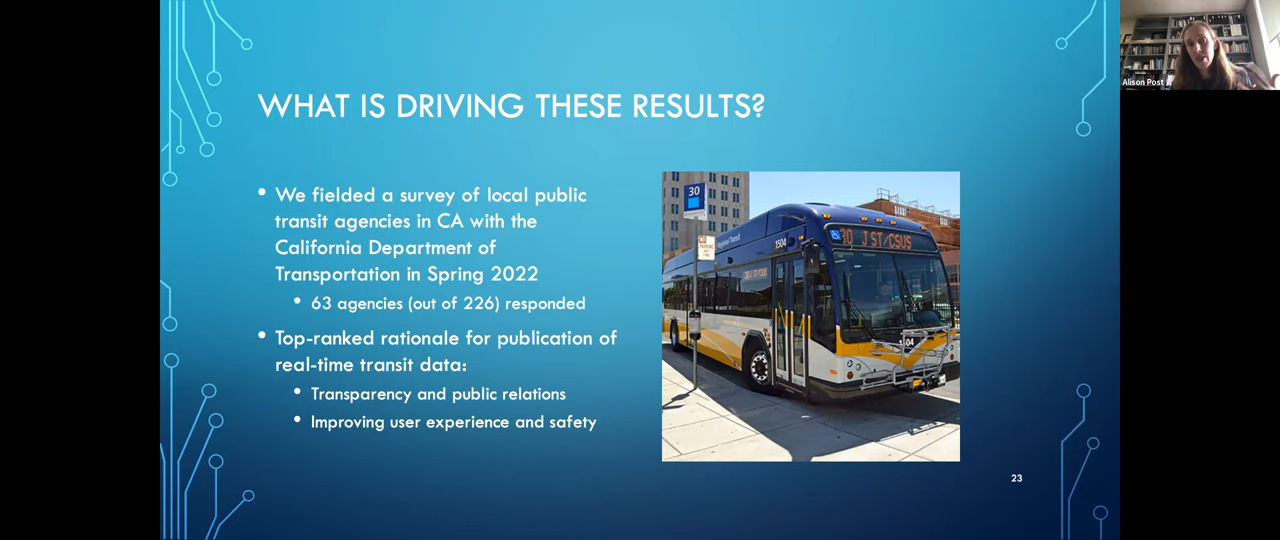 WHAT IS DRIVING THESE RESULTS?
• We fielded a survey of local public
transit agencies in CA with the
California Department of
Transportation in Spring 2022
• 63 agencies (out of 226) responded
• Top-ranked rationale for publication of
real-time transit data:
• Transparency and public relations
• Improving user experience and safety
30
Regional Transit
1504
30 J ST/CSUS
1504
23
Alison Post